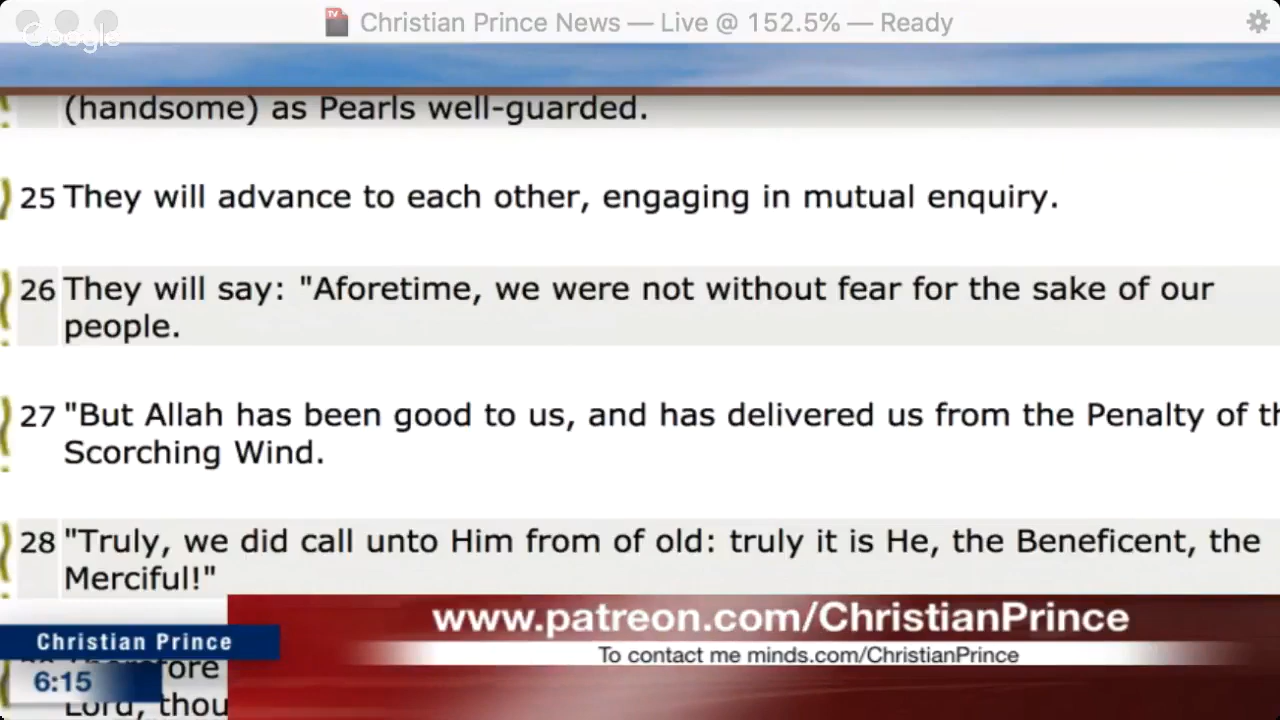 Christian Prince News — Live @ 152.5% — Ready
Google
TV
(handsome) as Pearls well-guarded.
25 They will advance to each other, engaging in mutual enquiry.
26 They will say: "Aforetime, we were not without fear for the sake of our
people.
27 "But Allah has been good to us, and has delivered us from the Penalty of th
Scorching Wind.
28 "Truly, we did call unto Him from of old: truly it is He, the Beneficent, the
Merciful!"
www.patreon.com/ChristianPrince
Christian Prince
To contact me minds.com/ChristianPrince
ore
6:15
Lord, thou